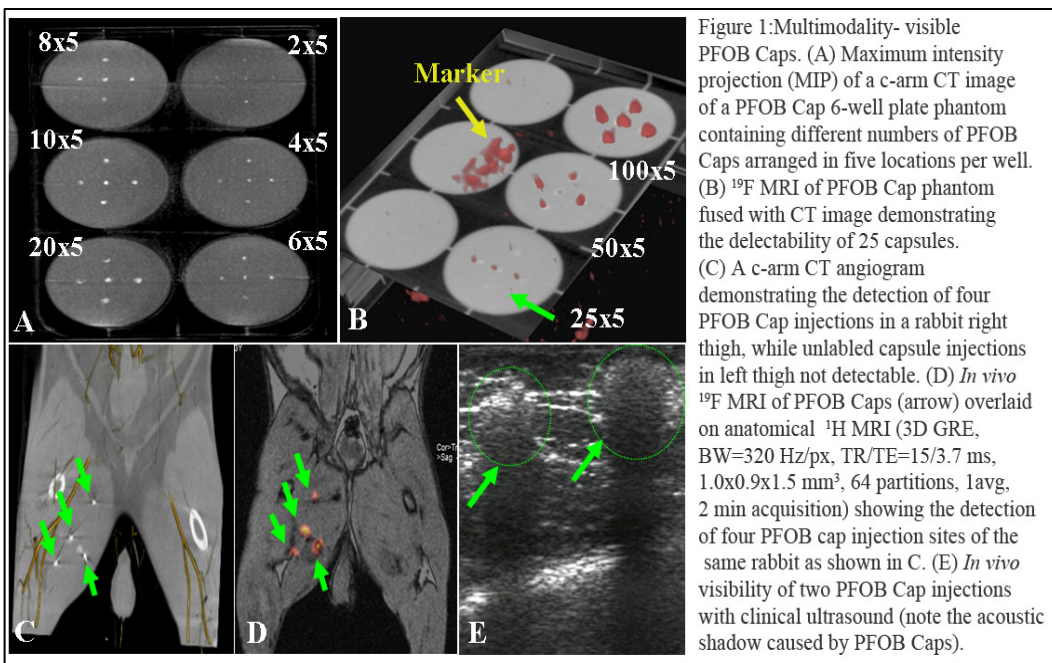 8x5
2x5
10x5
4x5
20x5
6x5
A
Marker
100x5
50x5
25x5
B
C
D
Cor>Tra
>Sag -
E
Figure 1:Multimodality- visible
PFOB Caps. (A) Maximum intensity
projection (MIP) of a c-arm CT image
of a PFOB Cap 6-well plate phantom
containing different numbers of PFOB
Caps arranged in five locations per well.
(B) ¹⁹F MRI of PFOB Cap phantom
fused with CT image demonstrating
the delectability of 25 capsules.
(C) A c-arm CT angiogram
demonstrating the detection of four
PFOB Cap injections in a rabbit right
thigh, while unlabled capsule injections
in left thigh not detectable. (D) In vivo
¹⁹F MRI of PFOB Caps (arrow) overlaid
on anatomical ¹H MRI (3D GRE,
BW=320 Hz/px, TR/TE=15/3.7 ms,
1.0x0.9x1.5 mm³, 64 partitions, 1avg,
2 min acquisition) showing the detection
of four PFOB cap injection sites of the
same rabbit as shown in C. (E) In vivo
visibility of two PFOB Cap injections
with clinical ultrasound (note the acoustic
shadow caused by PFOB Caps).